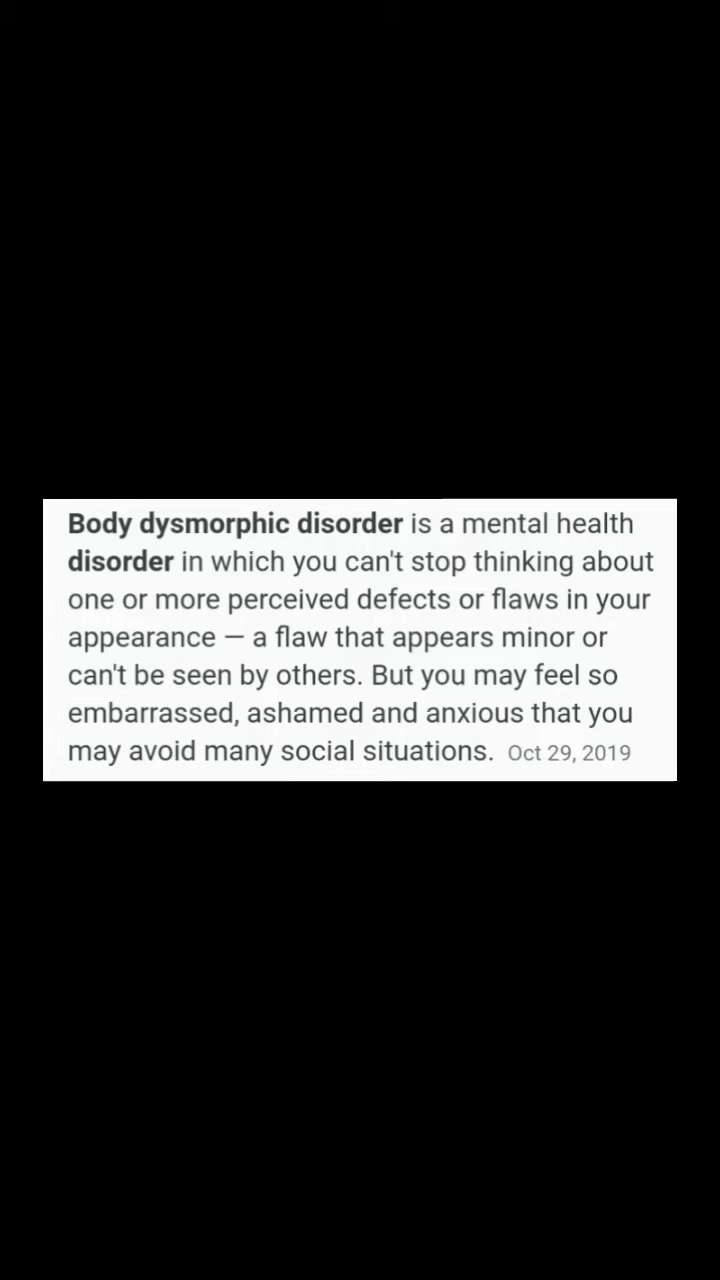 Body dysmorphic disorder is a mental health
disorder in which you can't stop thinking about
one or more perceived defects or flaws in your
appearance — a flaw that appears minor or
can't be seen by others. But you may feel so
embarrassed, ashamed and anxious that you
may avoid many social situations. Oct 29, 2019